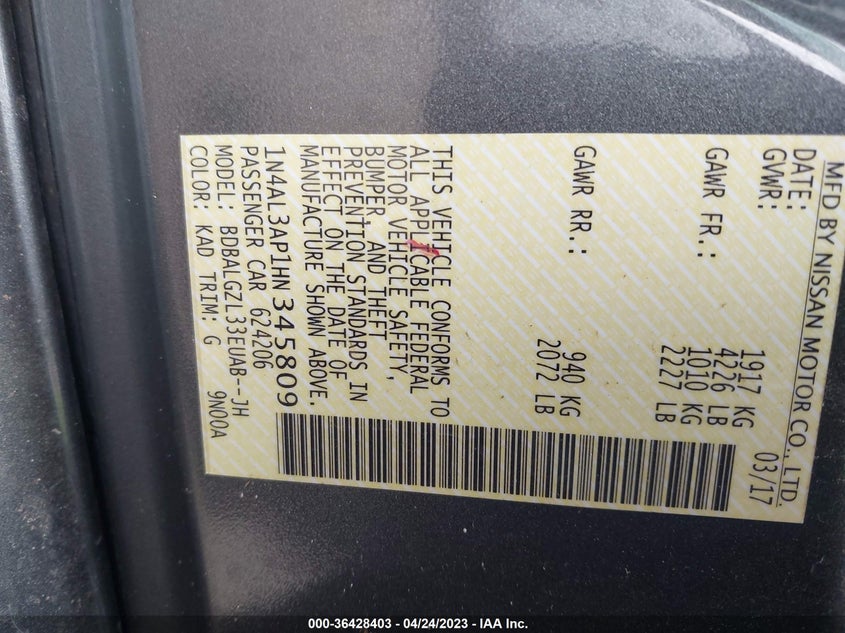 MFD BY NISSAN MOTOR CO., LTD.
DATE: 03/17
GVWR: 1917 KG
4226 LB
GAWR FR.: 1010 KG
2227 LB
GAWR RR.: 940 KG
2072 LB
THIS VEHICLE CONFORMS TO
ALL APPLICABLE FEDERAL
MOTOR VEHICLE SAFETY,
BUMPER, AND THEFT
PREVENTION STANDARDS IN
EFFECT ON THE DATE OF
MANUFACTURE SHOWN ABOVE.
1N4AL3AP1HN345809
PASSENGER CAR 624206
MODEL: BDBALGZL33EUAB--JH
COLOR: KAD TRIM: G 9N00A
000-36428403 - 04/24/2023 - IAA Inc.